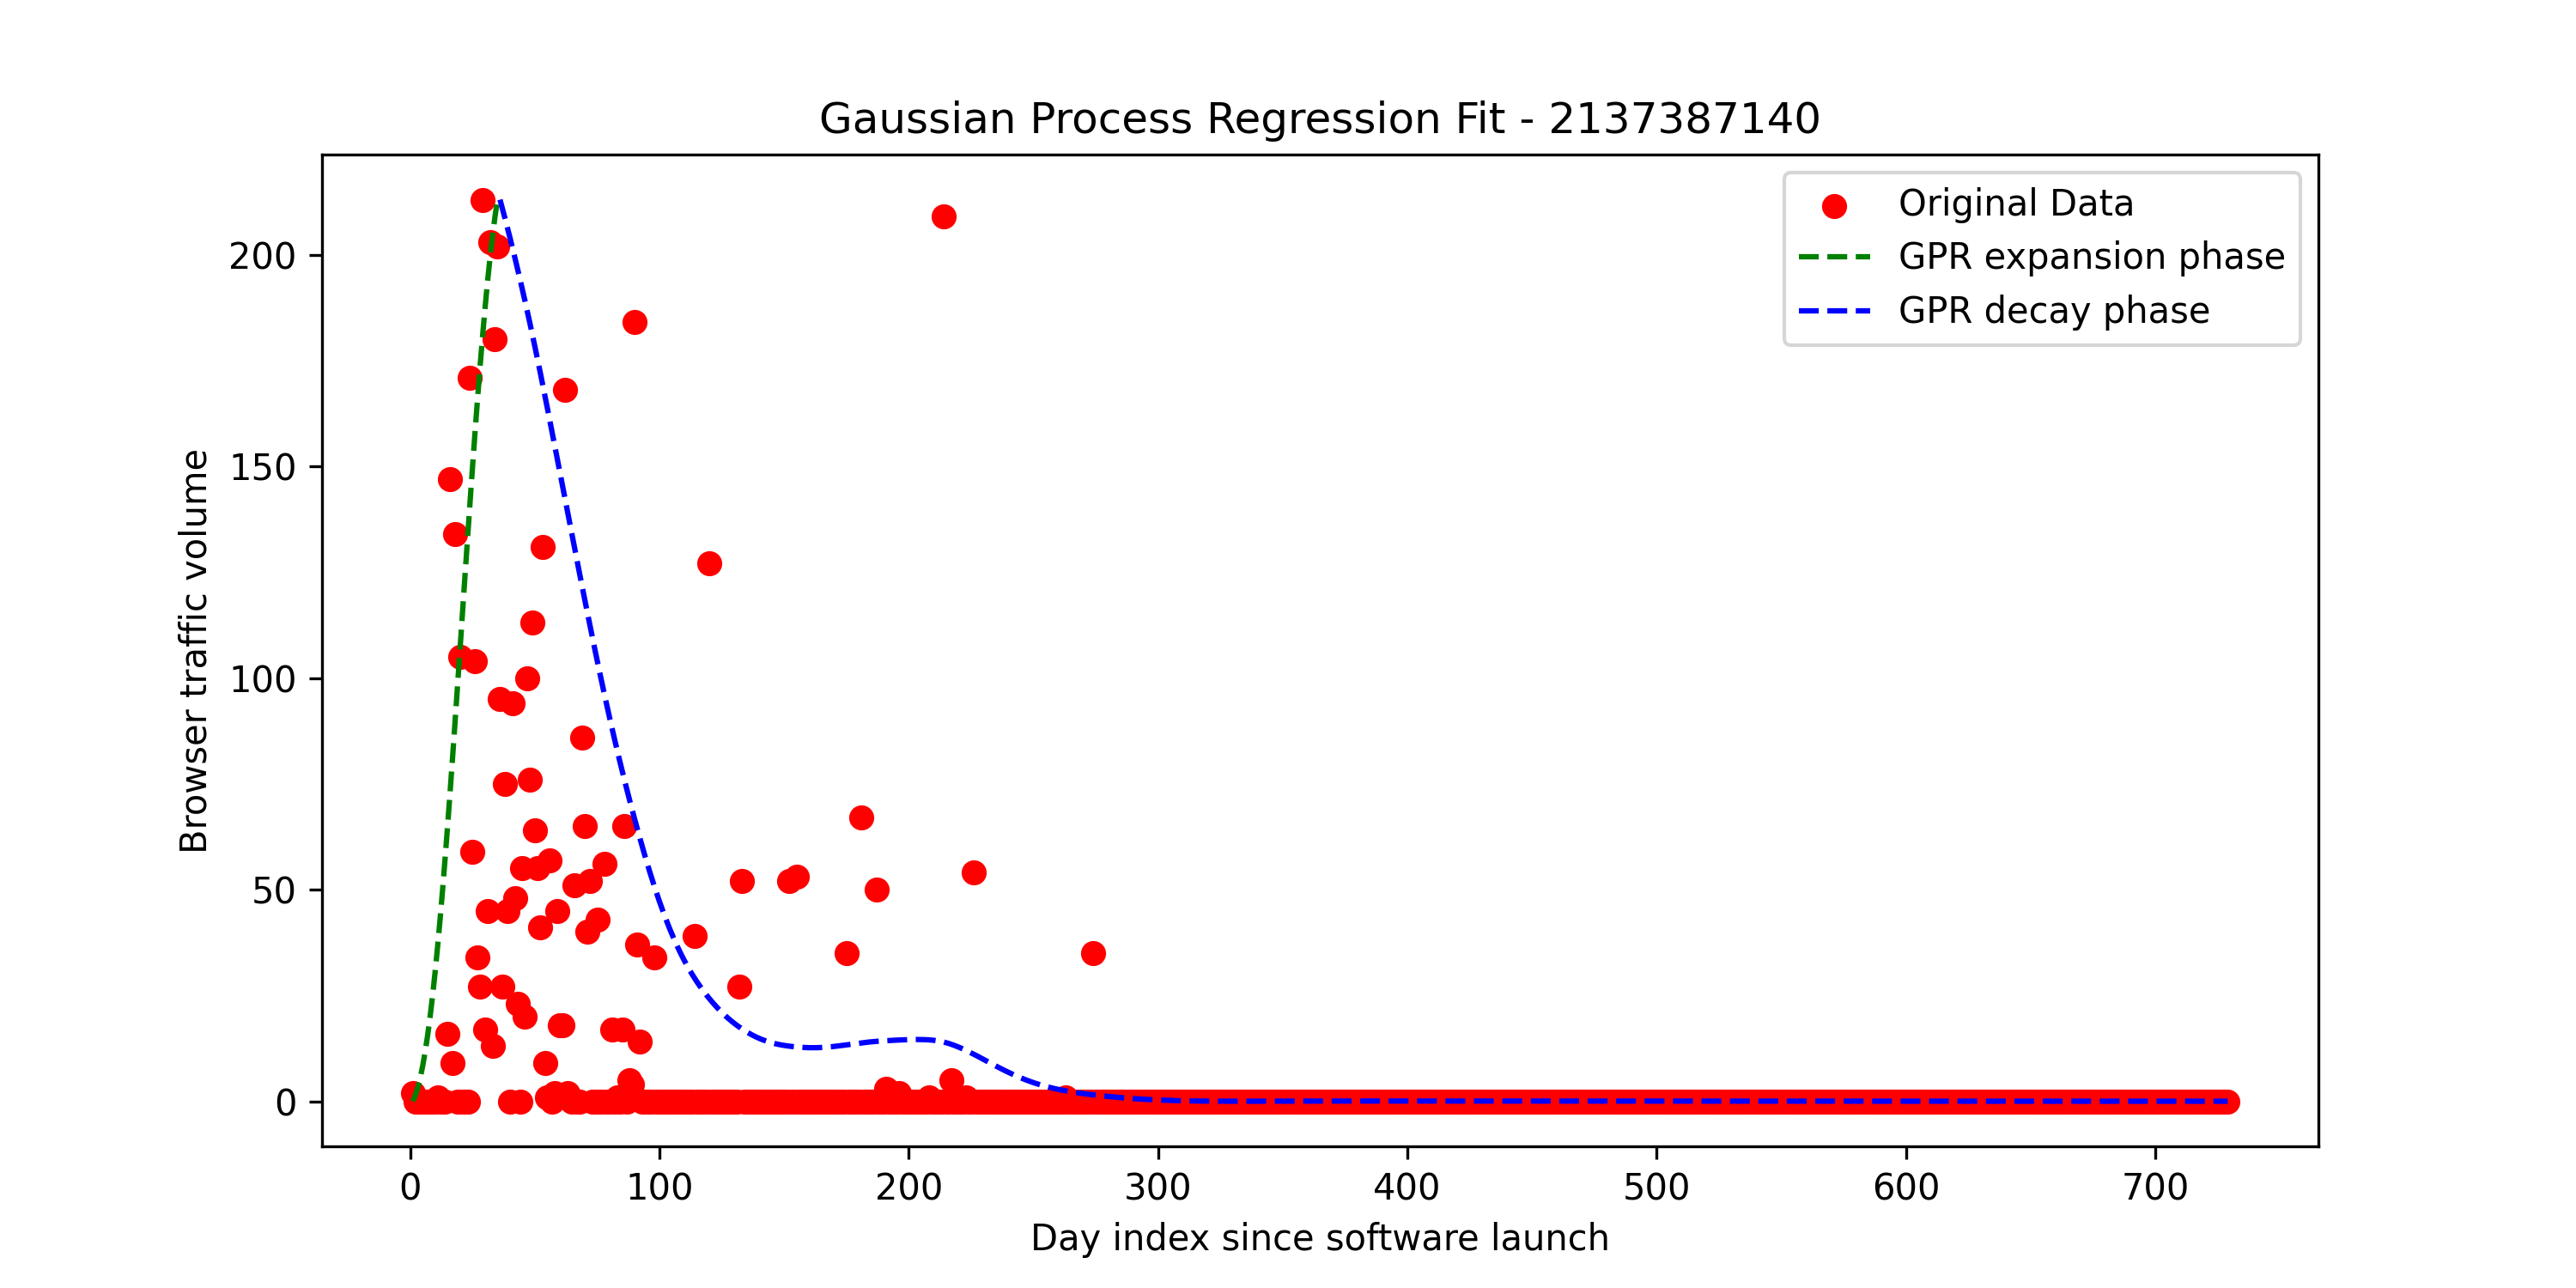 Gaussian Process Regression Fit - 2137387140
Original Data
GPR expansion phase
GPR decay phase
Browser traffic volume
200
150
100
50
0
0 100 200 300 400 500 600 700
Day index since software launch